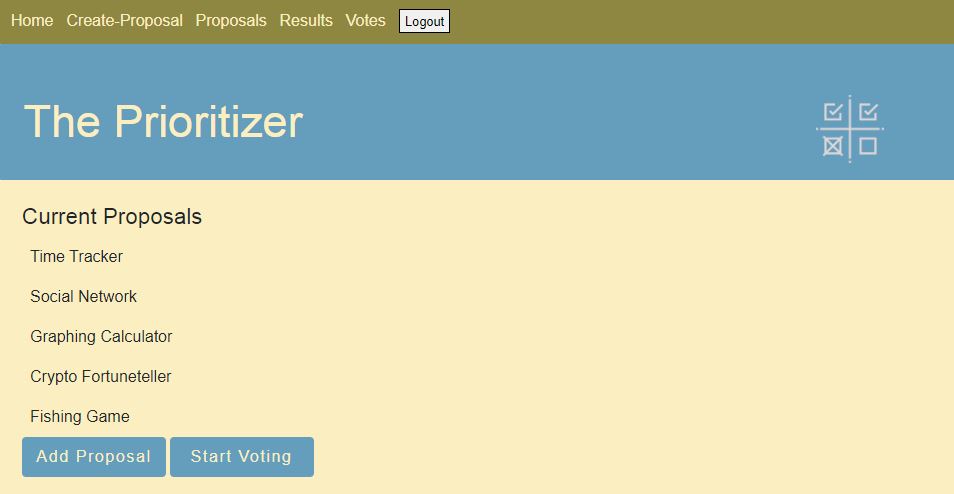 Home Create-Proposal Proposals Results Votes Logout
The Prioritizer
Current Proposals
Time Tracker
Social Network
Graphing Calculator
Crypto Fortuneteller
Fishing Game
Add Proposal Start Voting